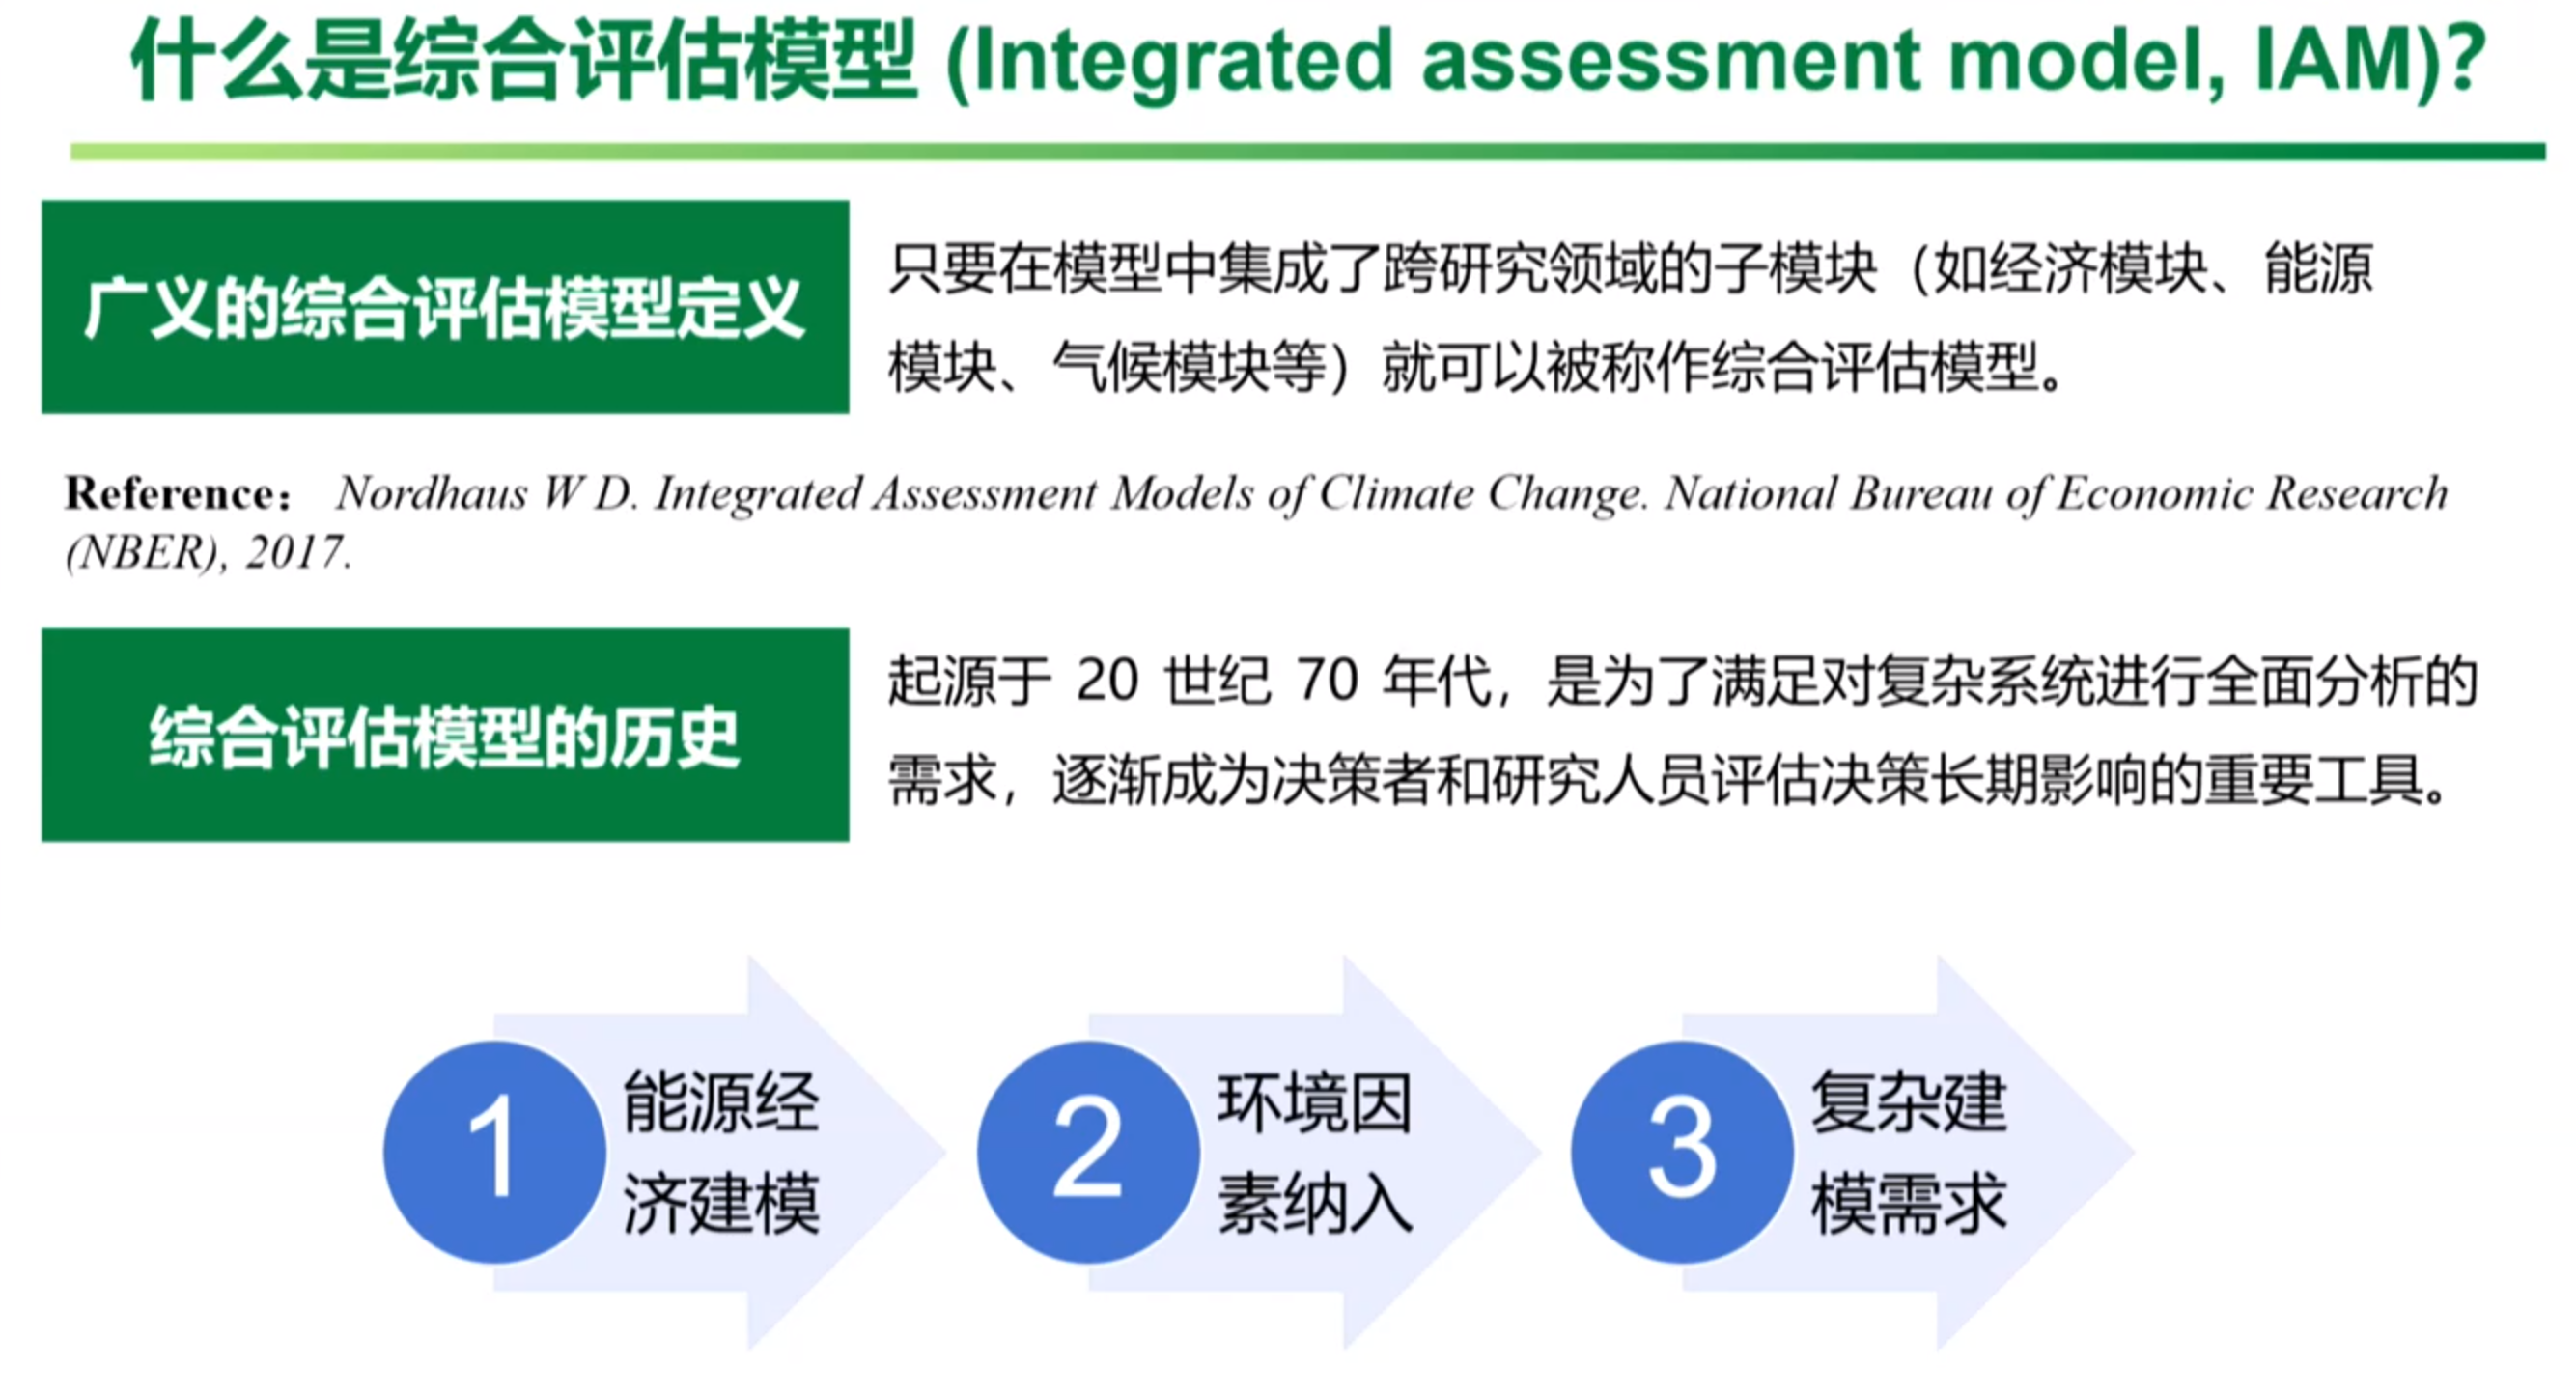 什么是综合评估模型 (Integrated assessment model, IAM)?
广义的综合评估模型定义
只要在模型中集成了跨研究领域的子模块（如经济模块、能源
模块、气候模块等）就可以被称作综合评估模型。
Reference： Nordhaus W D. Integrated Assessment Models of Climate Change. National Bureau of Economic Research
(NBER), 2017.
综合评估模型的历史
起源于 20 世纪 70 年代，是为了满足对复杂系统进行全面分析的
需求，逐渐成为决策者和研究人员评估决策长期影响的重要工具。
1
能源经
济建模
2
环境因
素纳入
3
复杂建
模需求